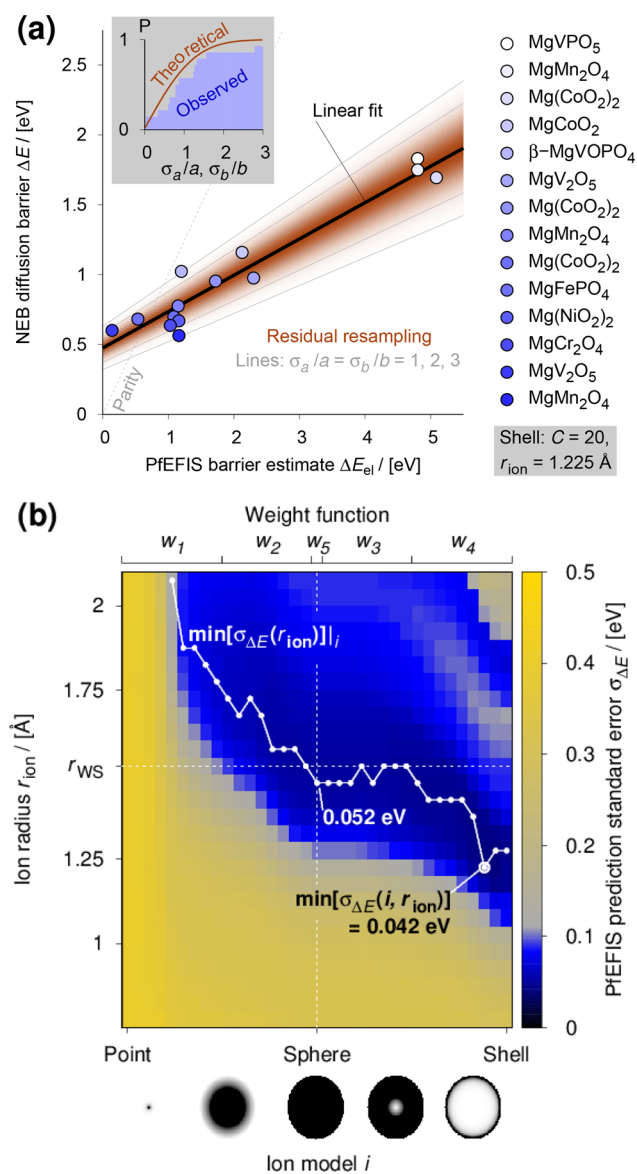 (a)
P
1
0
Theoretical
Observed
0 1 2 3
σa/a, σb/b
Linear fit
2.5
2
1.5
1
0.5
0
NEB diffusion barrier ΔE / [eV]
Parity
Residual resampling
Lines: σa/a = σb/b = 1, 2, 3
0 1 2 3 4 5
PfEFIS barrier estimate ΔEel / [eV]
MgVPO5
MgMn2O4
Mg(CoO2)2
MgCoO2
β−MgVOPO4
MgV2O5
Mg(CoO2)2
MgMn2O4
Mg(CoO2)2
MgFePO4
Mg(NiO2)2
MgCr2O4
MgV2O5
MgMn2O4
Shell: C = 20,
rion = 1.225 Å
(b)
Weight function
w1 w2 w5 w3 w4
2
1.75
rWS
1.25
1
Ion radius rion / [Å]
min[σΔE(rion)]|i
0.052 eV
min[σΔE(i, rion)]
= 0.042 eV
0.5
0.4
0.3
0.2
0.1
0
PfEFIS prediction standard error σΔE / [eV]
Point Sphere Shell
Ion model i